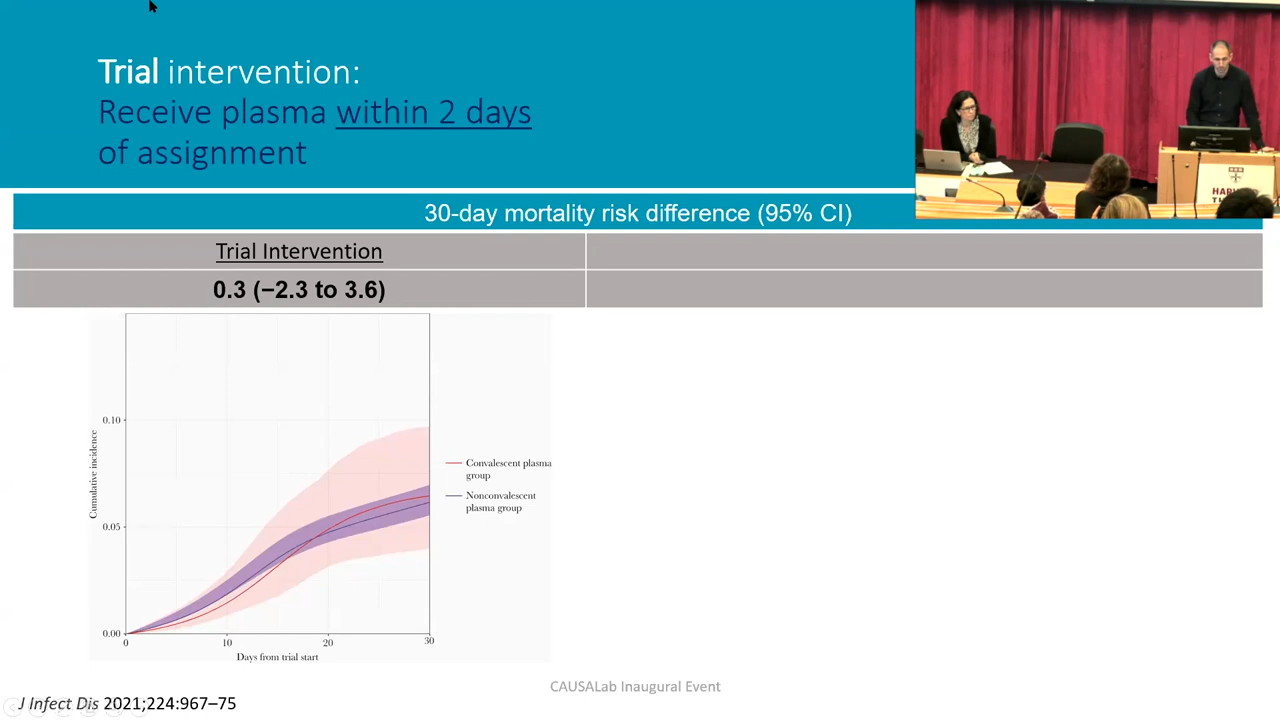 Trial intervention:
Receive plasma within 2 days
of assignment
30-day mortality risk difference (95% CI)
Trial Intervention
0.3 (−2.3 to 3.6)
0.10
0.05
0.00
Cumulative incidence
0
10
20
30
Days from trial start
Convalescent plasma
group
Nonconvalescent
plasma group
CAUSALab Inaugural Event
J Infect Dis 2021;224:967–75